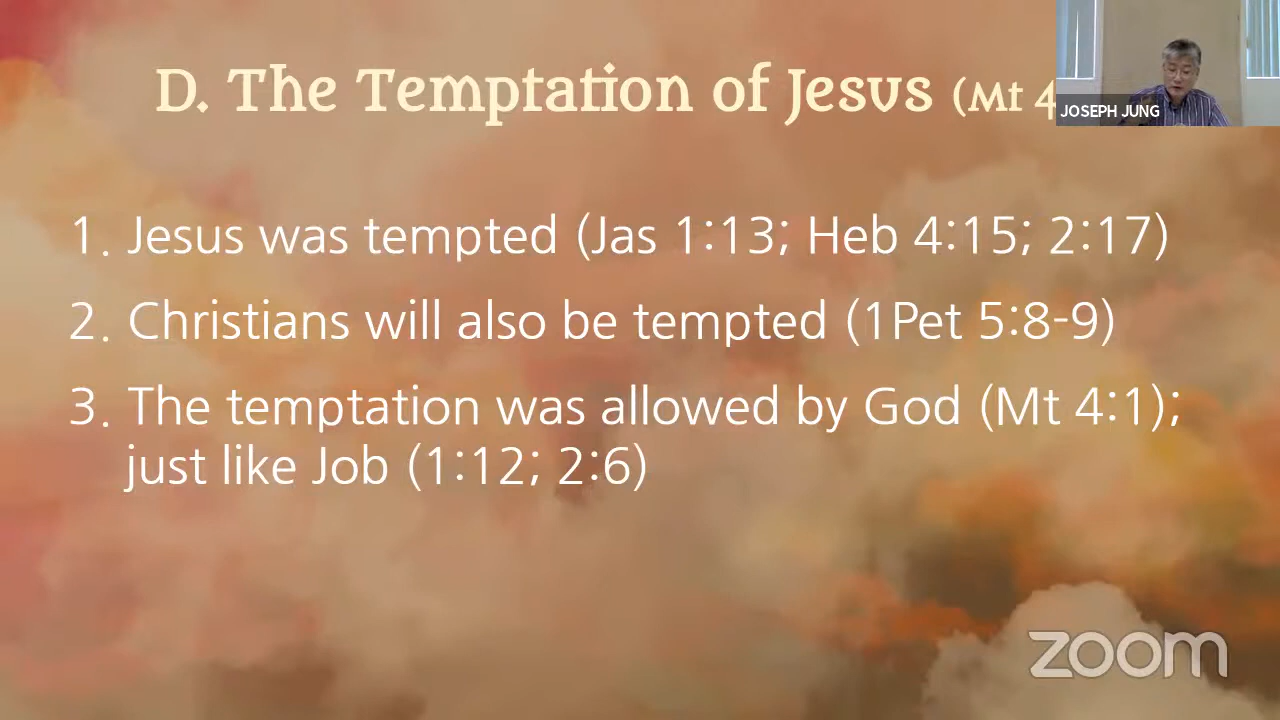 D. The Temptation of Jesus (Mt 4
JOSEPH JUNG
1. Jesus was tempted (Jas 1:13; Heb 4:15; 2:17)
2. Christians will also be tempted (1Pet 5:8-9)
3. The temptation was allowed by God (Mt 4:1);
just like Job (1:12; 2:6)
zoom